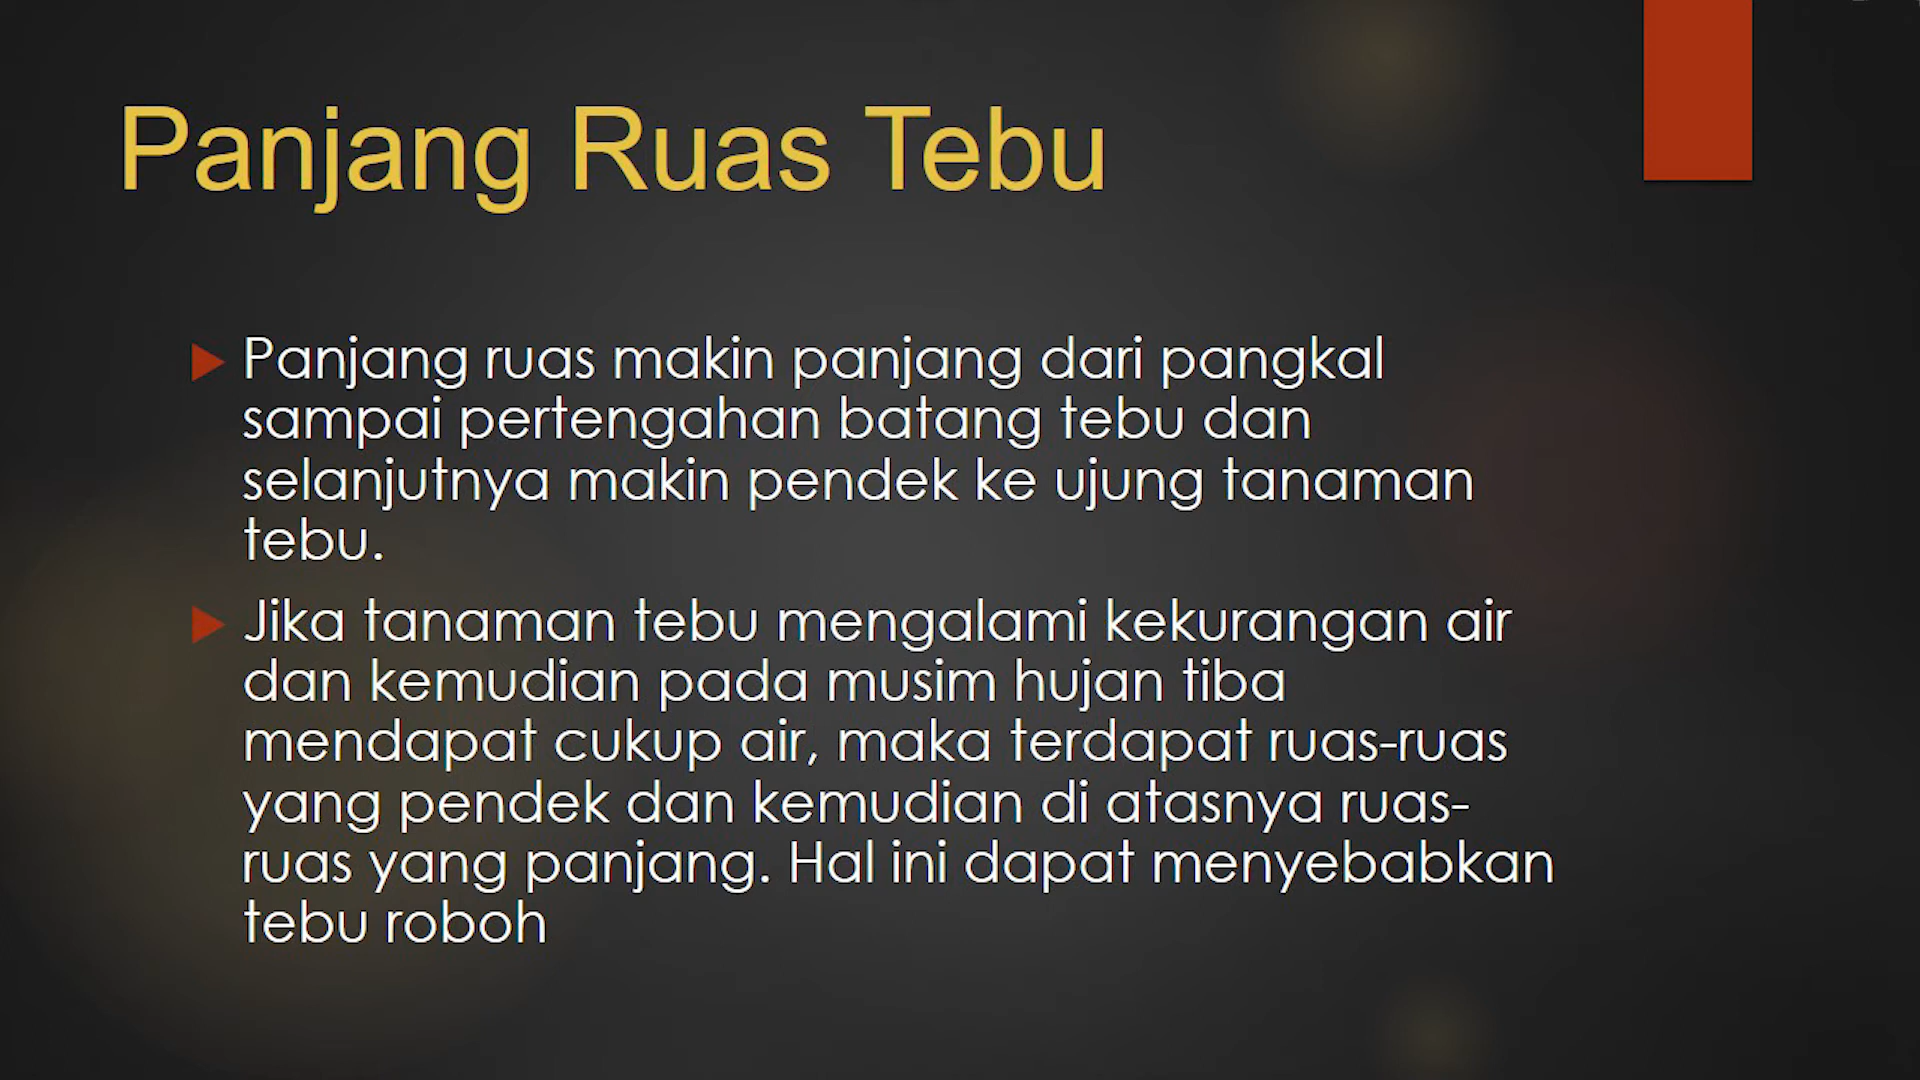 Panjang Ruas Tebu
Panjang ruas makin panjang dari pangkal
sampai pertengahan batang tebu dan
selanjutnya makin pendek ke ujung tanaman
tebu.
Jika tanaman tebu mengalami kekurangan air
dan kemudian pada musim hujan tiba
mendapat cukup air, maka terdapat ruas-ruas
yang pendek dan kemudian di atasnya ruas-
ruas yang panjang. Hal ini dapat menyebabkan
tebu roboh